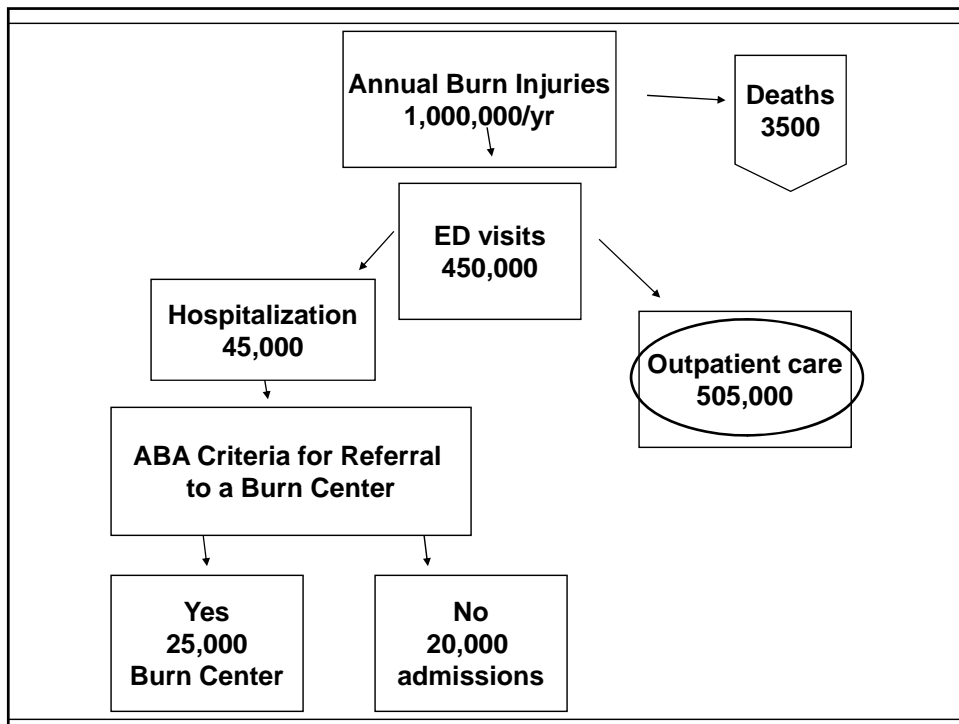 Annual Burn Injuries
1,000,000/yr
Deaths
3500
ED visits
450,000
Hospitalization
45,000
Outpatient care
505,000
ABA Criteria for Referral
to a Burn Center
Yes
25,000
Burn Center
No
20,000
admissions